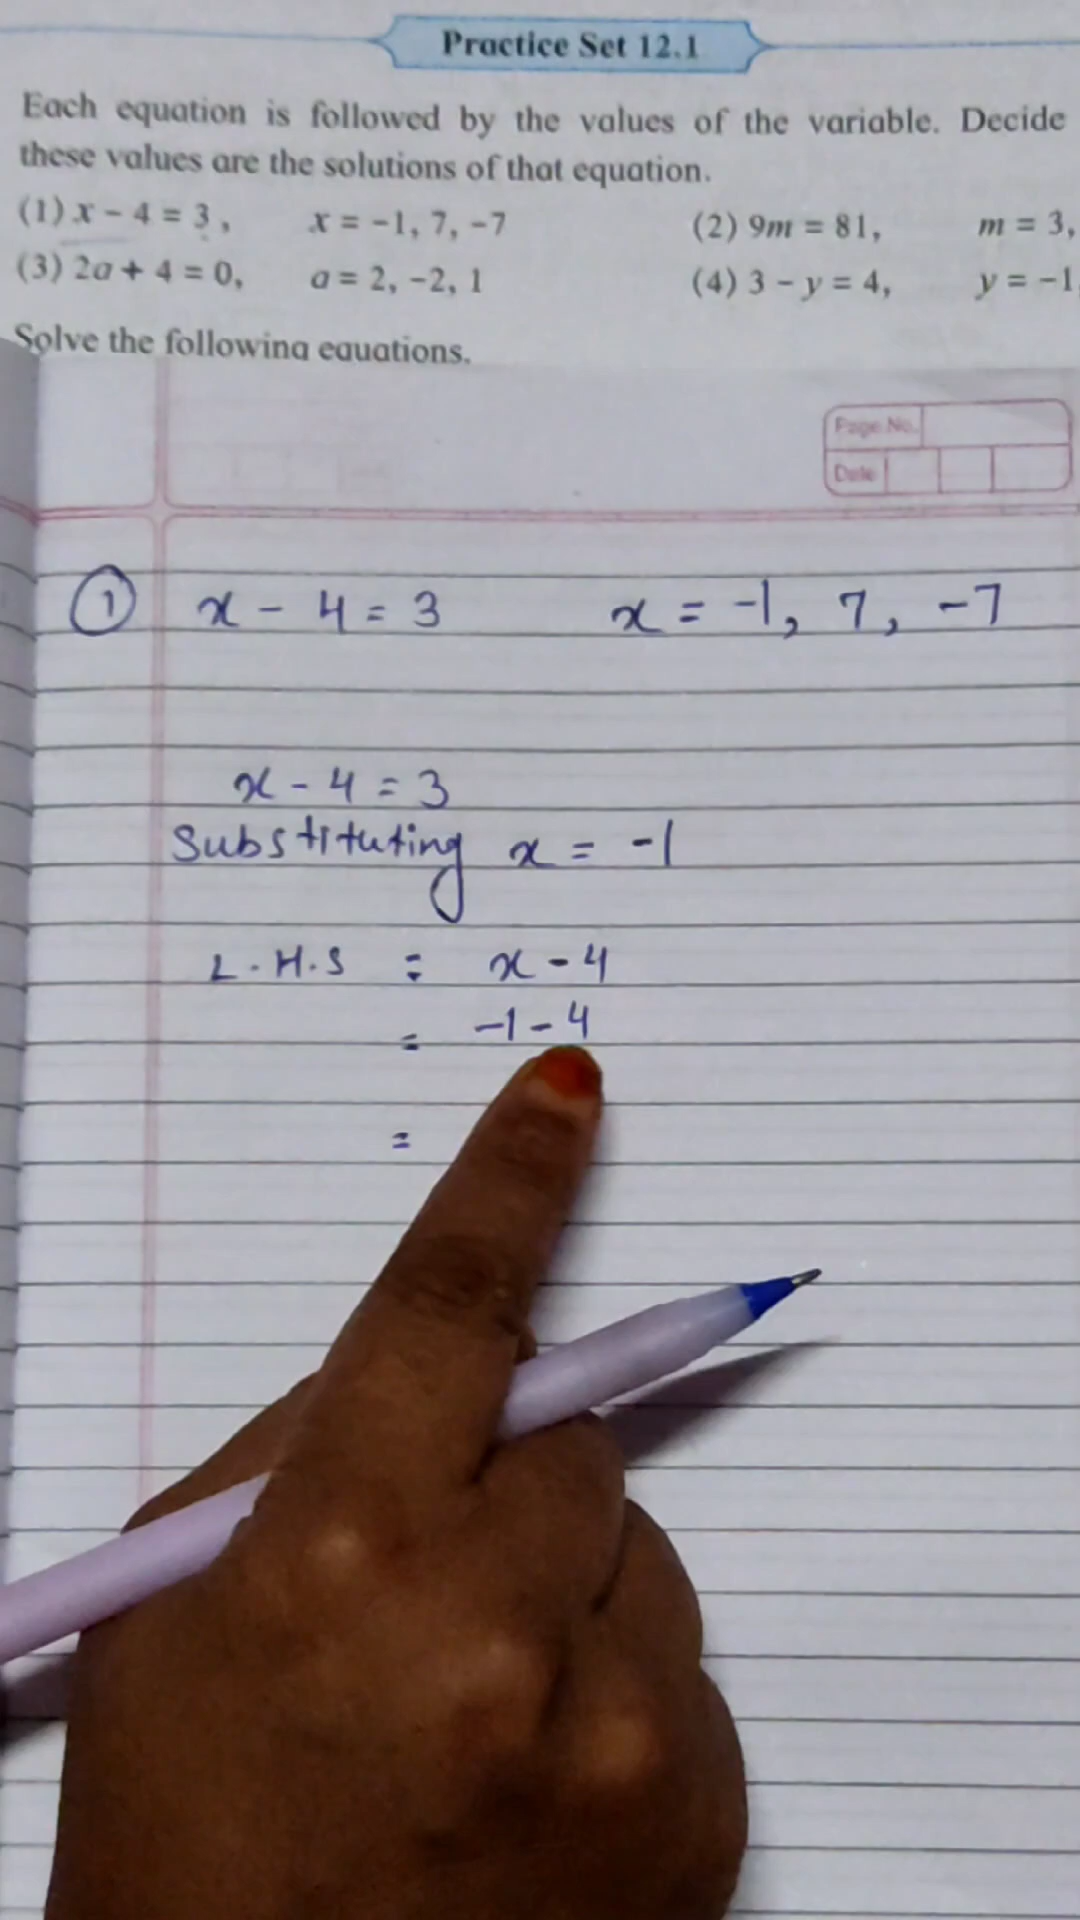 Practice Set 12.1
Each equation is followed by the values of the variable. Decide
these values are the solutions of that equation.
(1) x − 4 = 3, x = −1, 7, −7 (2) 9m = 81, m = 3,
(3) 2a + 4 = 0, a = 2, −2, 1 (4) 3 − y = 4, y = −1,
Solve the following equations.
Page No.
Date
① x - 4 = 3 x = -1, 7, -7
x - 4 = 3
Substituting x = -1
L.H.S = x - 4
= -1 - 4
=